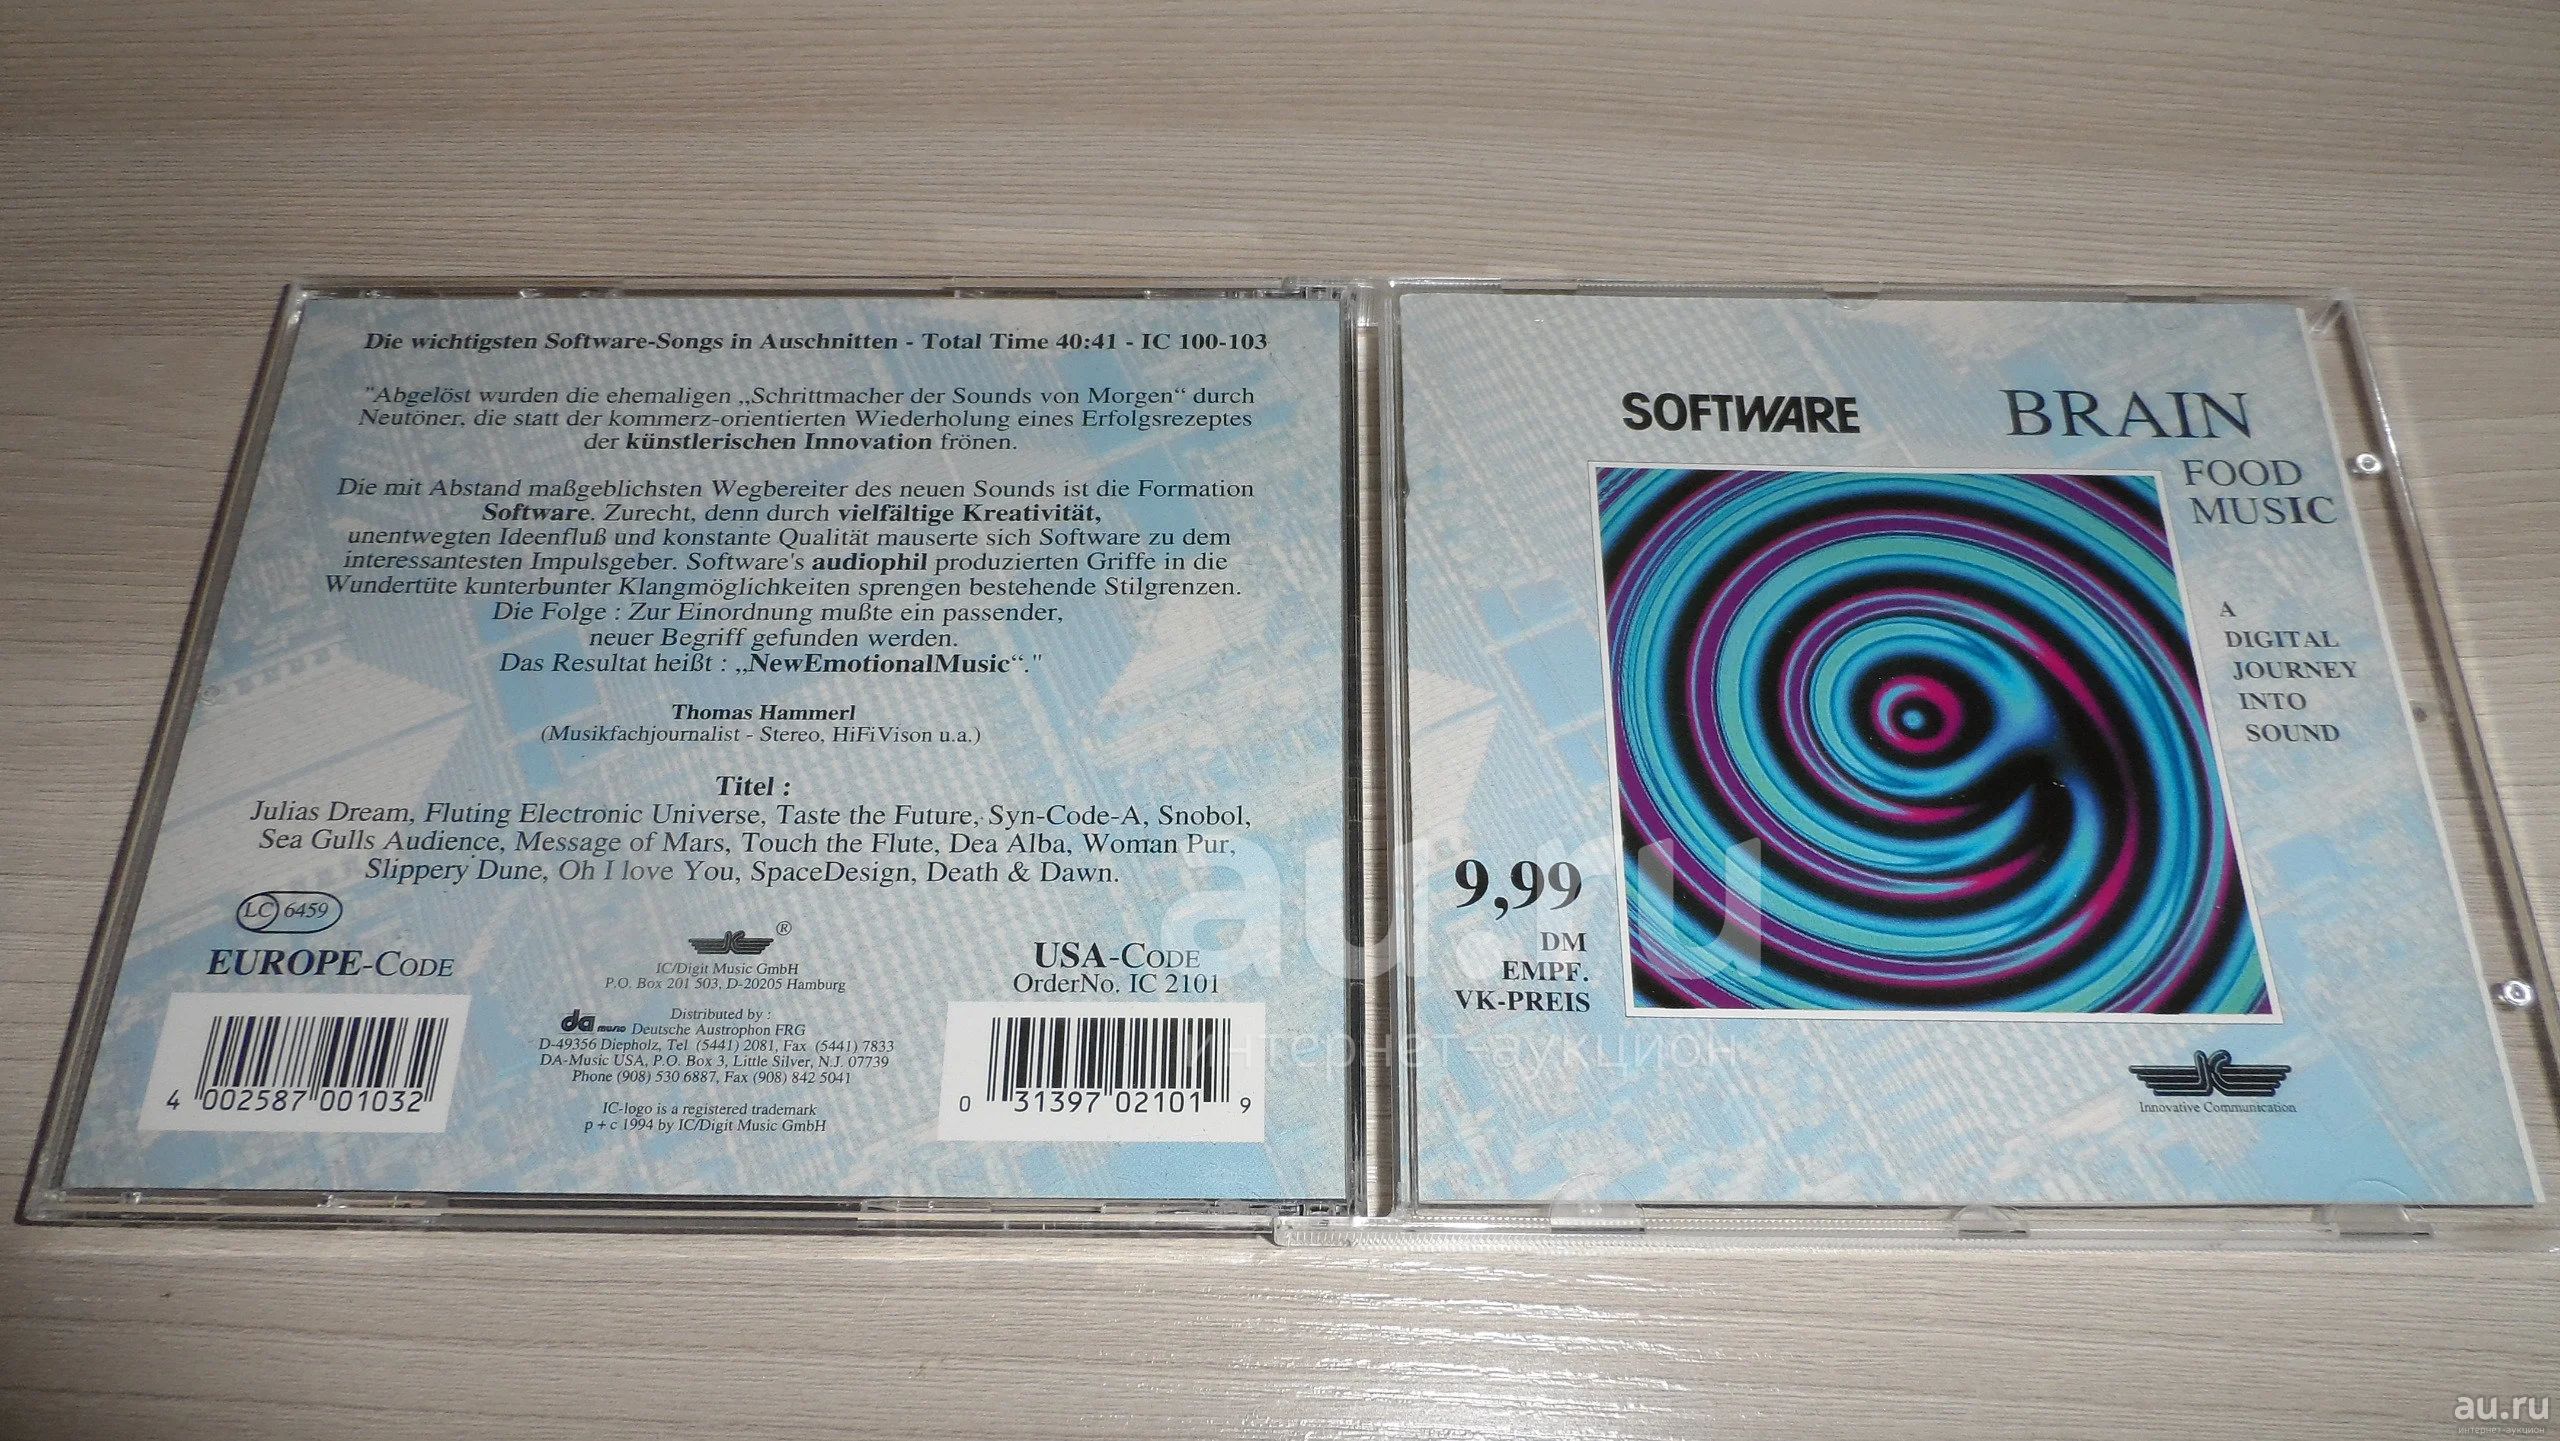 Die wichtigsten Software-Songs in Auschnitten - Total Time 40:41 - IC 100-103
"Abgelöst wurden die ehemaligen „Schrittmacher der Sounds von Morgen“ durch
Neutöner, die statt der kommerz-orientierten Wiederholung eines Erfolgsrezeptes
der künstlerischen Innovation frönen.
Die mit Abstand maßgeblichsten Wegbereiter des neuen Sounds ist die Formation
Software. Zurecht, denn durch vielfältige Kreativität,
unentwegten Ideenfluß und konstante Qualität mauserte sich Software zu dem
interessantesten Impulsgeber. Software's audiophil produzierten Griffe in die
Wundertüte kunterbunter Klangmöglichkeiten sprengen bestehende Stilgrenzen.
Die Folge : Zur Einordnung mußte ein passender,
neuer Begriff gefunden werden.
Das Resultat heißt : „NewEmotionalMusic“."
Thomas Hammerl
(Musikfachjournalist - Stereo, HiFiVison u.a.)
Titel :
Julias Dream, Fluting Electronic Universe, Taste the Future, Syn-Code-A, Snobol,
Sea Gulls Audience, Message of Mars, Touch the Flute, Dea Alba, Woman Pur,
Slippery Dune, Oh I love You, SpaceDesign, Death & Dawn.
LC 6459
EUROPE-CODE
4 002587 001032
IC ®
IC/Digit Music GmbH
P.O. Box 201 503, D-20205 Hamburg
Distributed by :
da music Deutsche Austrophon FRG
D-49356 Diepholz, Tel (5441) 2081, Fax (5441) 7833
DA-Music USA, P.O. Box 3, Little Silver, N.J. 07739
Phone (908) 530 6887, Fax (908) 842 5041
IC-logo is a registered trademark
p + c 1994 by IC/Digit Music GmbH
USA-CODE
OrderNo. IC 2101
0 31397 02101 9
SOFTWARE
BRAIN
FOOD
MUSIC
A
DIGITAL
JOURNEY
INTO
SOUND
9,99
DM
EMPF.
VK-PREIS
IC
Innovative Communication
au.ru
интернет-аукцион
au.ru
интернет-аукцион